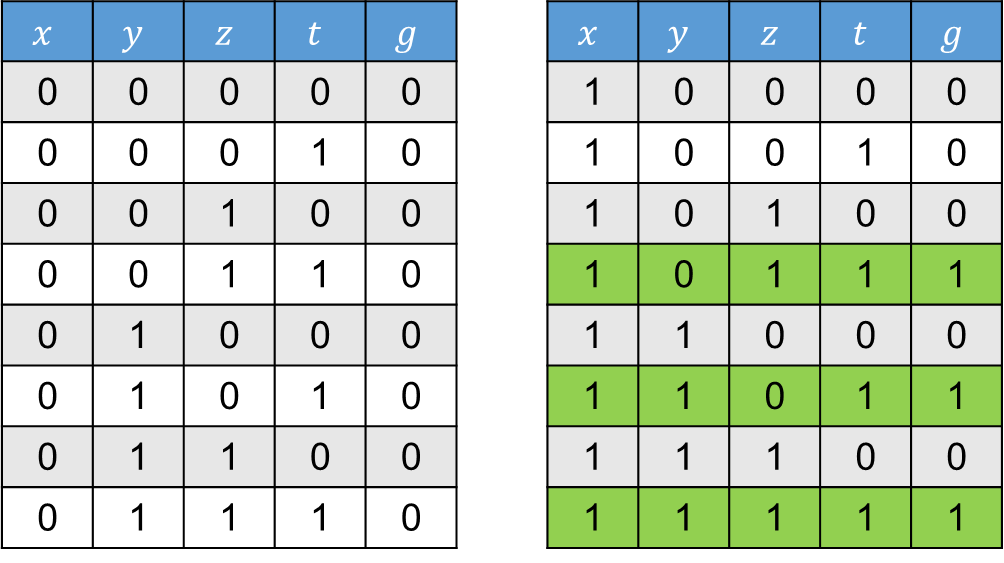 x y z t g
0 0 0 0 0
0 0 0 1 0
0 0 1 0 0
0 0 1 1 0
0 1 0 0 0
0 1 0 1 0
0 1 1 0 0
0 1 1 1 0
x y z t g
1 0 0 0 0
1 0 0 1 0
1 0 1 0 0
1 0 1 1 1
1 1 0 0 0
1 1 0 1 1
1 1 1 0 0
1 1 1 1 1